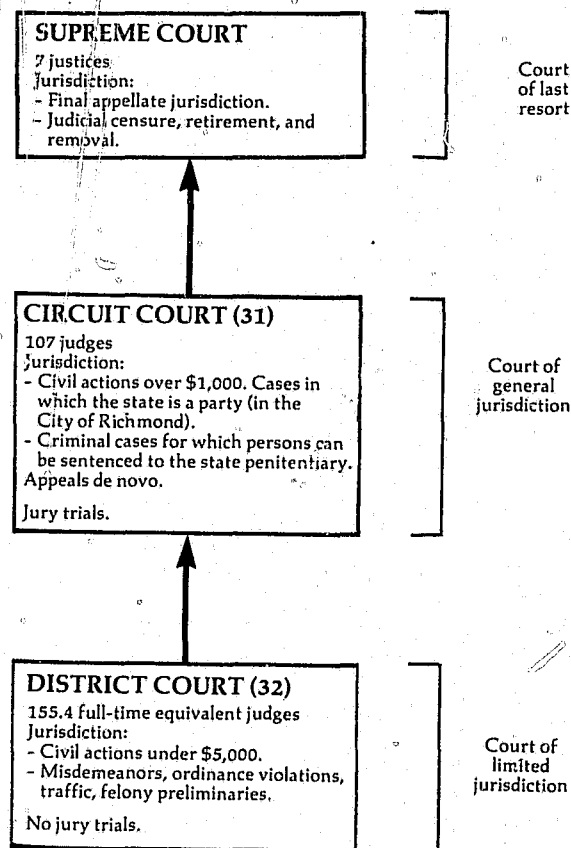 SUPREME COURT
7 justices
Jurisdiction:
- Final appellate jurisdiction.
- Judicial censure, retirement, and
removal.
Court
of last
resort
CIRCUIT COURT (31)
107 judges
Jurisdiction:
- Civil actions over $1,000. Cases in
which the state is a party (in the
City of Richmond).
- Criminal cases for which persons can
be sentenced to the state penitentiary.
Appeals de novo.
Jury trials.
Court of
general
jurisdiction
DISTRICT COURT (32)
155.4 full-time equivalent judges
Jurisdiction:
- Civil actions under $5,000.
- Misdemeanors, ordinance violations,
traffic, felony preliminaries.
No jury trials.
Court of
limited
jurisdiction